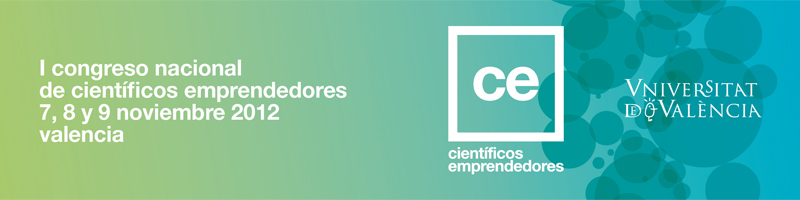 I congreso nacional
de científicos emprendedores
7, 8 y 9 noviembre 2012
valencia
ce
científicos
emprendedores
VNIVERSITAT
DE VALÈNCIA